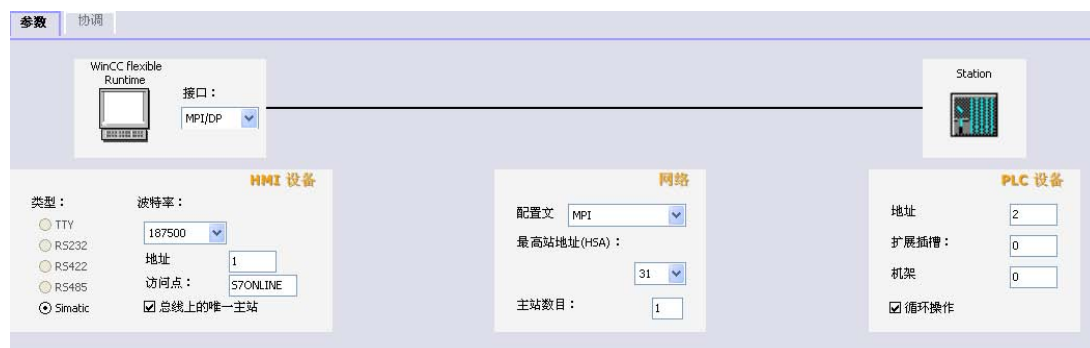 参数 协调
WinCC flexible
Runtime
接口：
MPI/DP
Station
HMI 设备
类型：
TTY
RS232
RS422
RS485
Simatic
波特率：
187500
地址 1
访问点： S7ONLINE
总线上的唯一主站
网络
配置文 MPI
最高站地址(HSA)：
31
主站数目： 1
PLC 设备
地址 2
扩展插槽： 0
机架 0
循环操作